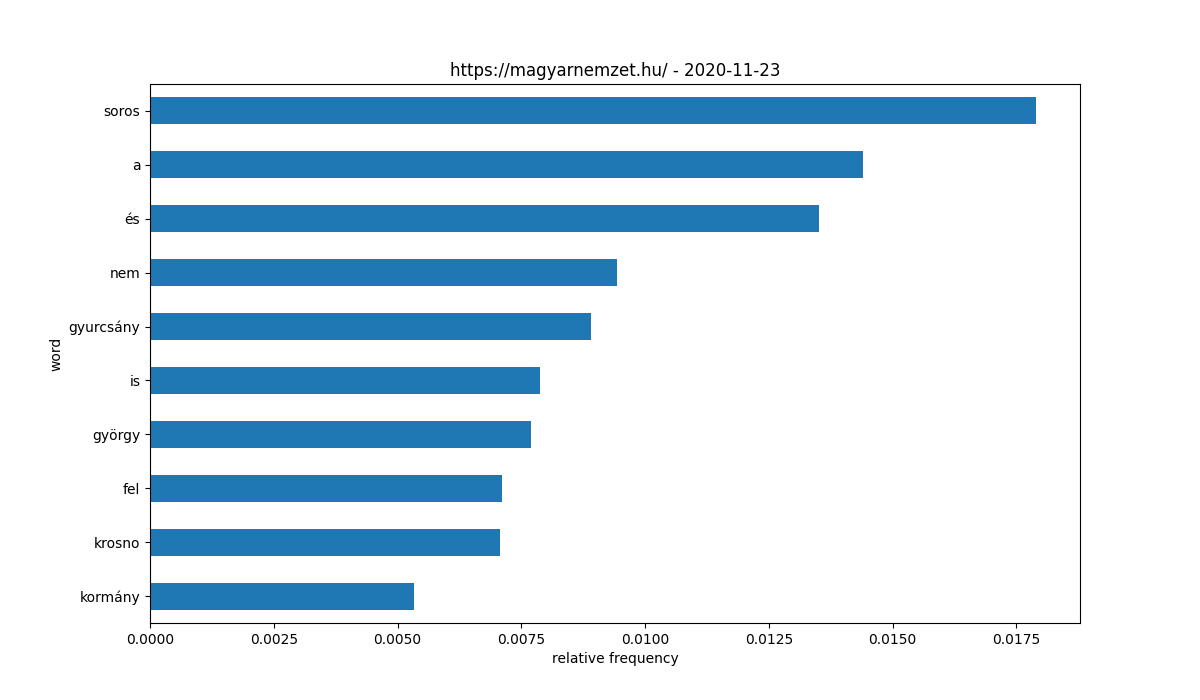 https://magyarnemzet.hu/ - 2020-11-23
soros
a
és
nem
gyurcsány
is
györgy
fel
krosno
kormány
word
0.0000 0.0025 0.0050 0.0075 0.0100 0.0125 0.0150 0.0175
relative frequency